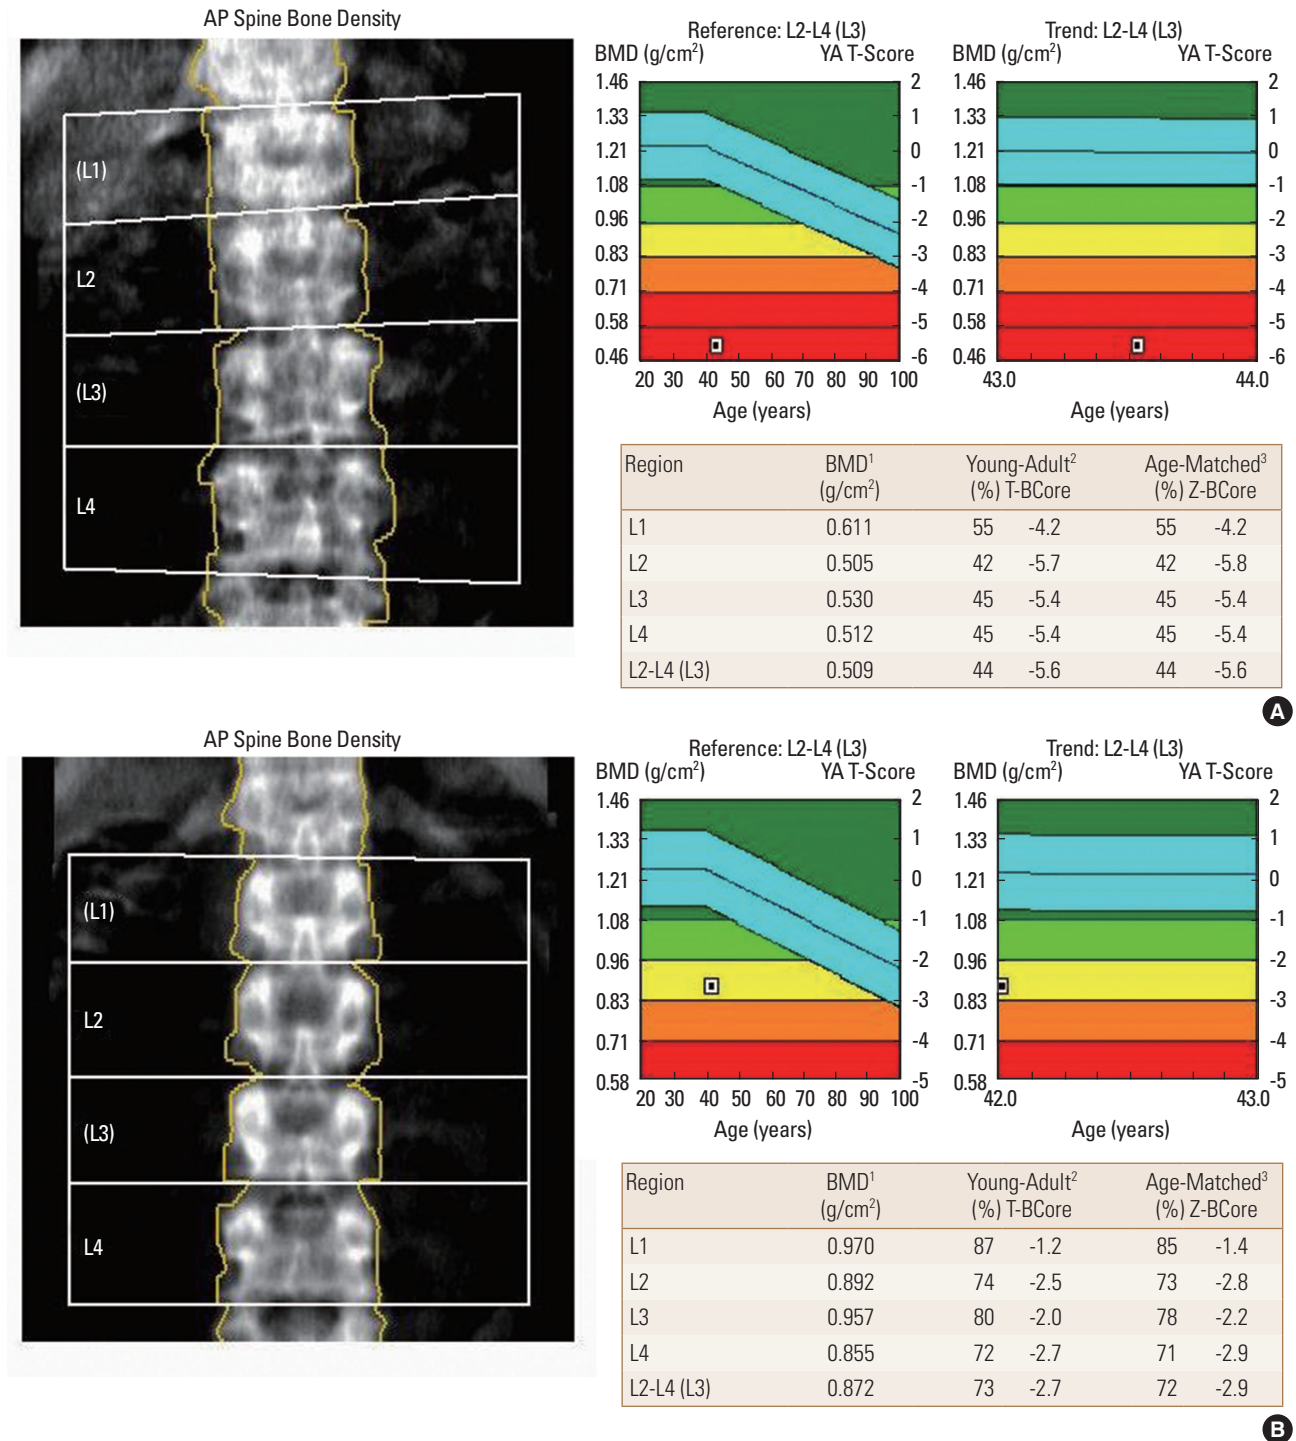 AP Spine Bone Density
(L1)
L2
(L3)
L4
Reference: L2-L4 (L3)
BMD (g/cm²) YA T-Score
1.46 2
1.33 1
1.21 0
1.08 -1
0.96 -2
0.83 -3
0.71 -4
0.58 -5
0.46 -6
20 30 40 50 60 70 80 90 100
Age (years)
Trend: L2-L4 (L3)
BMD (g/cm²) YA T-Score
1.46 2
1.33 1
1.21 0
1.08 -1
0.96 -2
0.83 -3
0.71 -4
0.58 -5
0.46 -6
43.0 44.0
Age (years)
Region BMD¹ Young-Adult² Age-Matched³
(g/cm²) (%) T-BCore (%) Z-BCore
L1 0.611 55 -4.2 55 -4.2
L2 0.505 42 -5.7 42 -5.8
L3 0.530 45 -5.4 45 -5.4
L4 0.512 45 -5.4 45 -5.4
L2-L4 (L3) 0.509 44 -5.6 44 -5.6
A
AP Spine Bone Density
(L1)
L2
(L3)
L4
Reference: L2-L4 (L3)
BMD (g/cm²) YA T-Score
1.46 2
1.33 1
1.21 0
1.08 -1
0.96 -2
0.83 -3
0.71 -4
0.58 -5
20 30 40 50 60 70 80 90 100
Age (years)
Trend: L2-L4 (L3)
BMD (g/cm²) YA T-Score
1.46 2
1.33 1
1.21 0
1.08 -1
0.96 -2
0.83 -3
0.71 -4
0.58 -5
42.0 43.0
Age (years)
Region BMD¹ Young-Adult² Age-Matched³
(g/cm²) (%) T-BCore (%) Z-BCore
L1 0.970 87 -1.2 85 -1.4
L2 0.892 74 -2.5 73 -2.8
L3 0.957 80 -2.0 78 -2.2
L4 0.855 72 -2.7 71 -2.9
L2-L4 (L3) 0.872 73 -2.7 72 -2.9
B